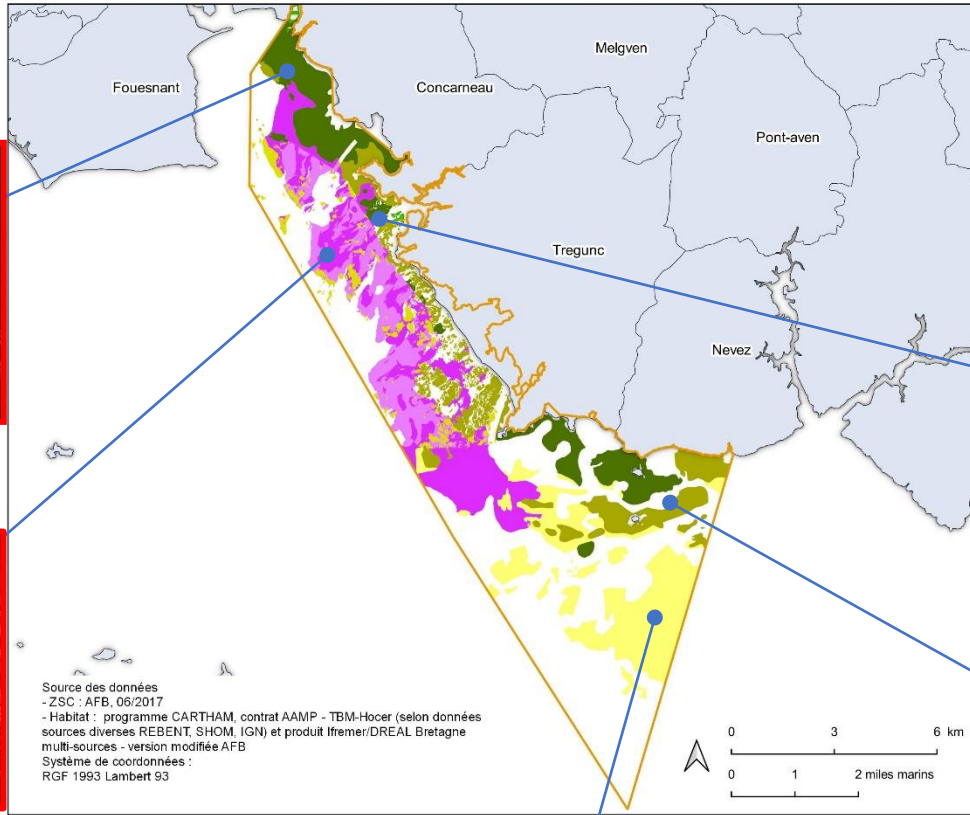 Melgven
Fouesnant
Concarneau
Pont-aven
Tregunc
Nevez
Source des données
- ZSC : AFB, 06/2017
- Habitat : programme CARTHAM, contrat AAMP - TBM-Hocer (selon données
sources diverses REBENT, SHOM, IGN) et produit Ifremer/DREAL Bretagne
multi-sources - version modifiée AFB
Système de coordonnées :
RGF 1993 Lambert 93
0 3 6 km
0 1 2 miles marins